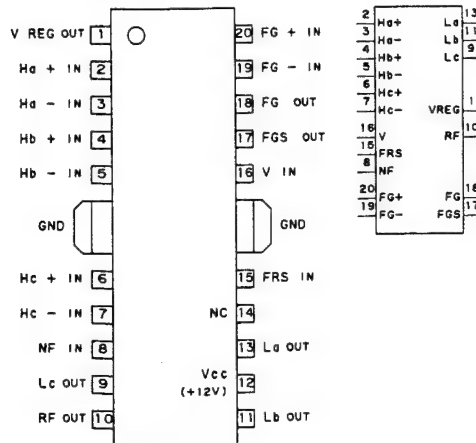 V REG OUT 1
Ha + IN 2
Ha - IN 3
Hb + IN 4
Hb - IN 5
GND
Hc + IN 6
Hc - IN 7
NF IN 8
Lc OUT 9
RF OUT 10
20 FG + IN
19 FG - IN
18 FG OUT
17 FGS OUT
16 V IN
GND
15 FRS IN
NC 14
13 La OUT
Vcc 12
(+12V)
11 Lb OUT
2 Ha+ La 13
3 Ha- Lb 11
4 Hb+ Lc 9
5 Hb-
6 Hc+
7 Hc- VREG 1
16 V RF 10
15 FRS
8 NF
20 FG+ FG 18
19 FG- FGS 17